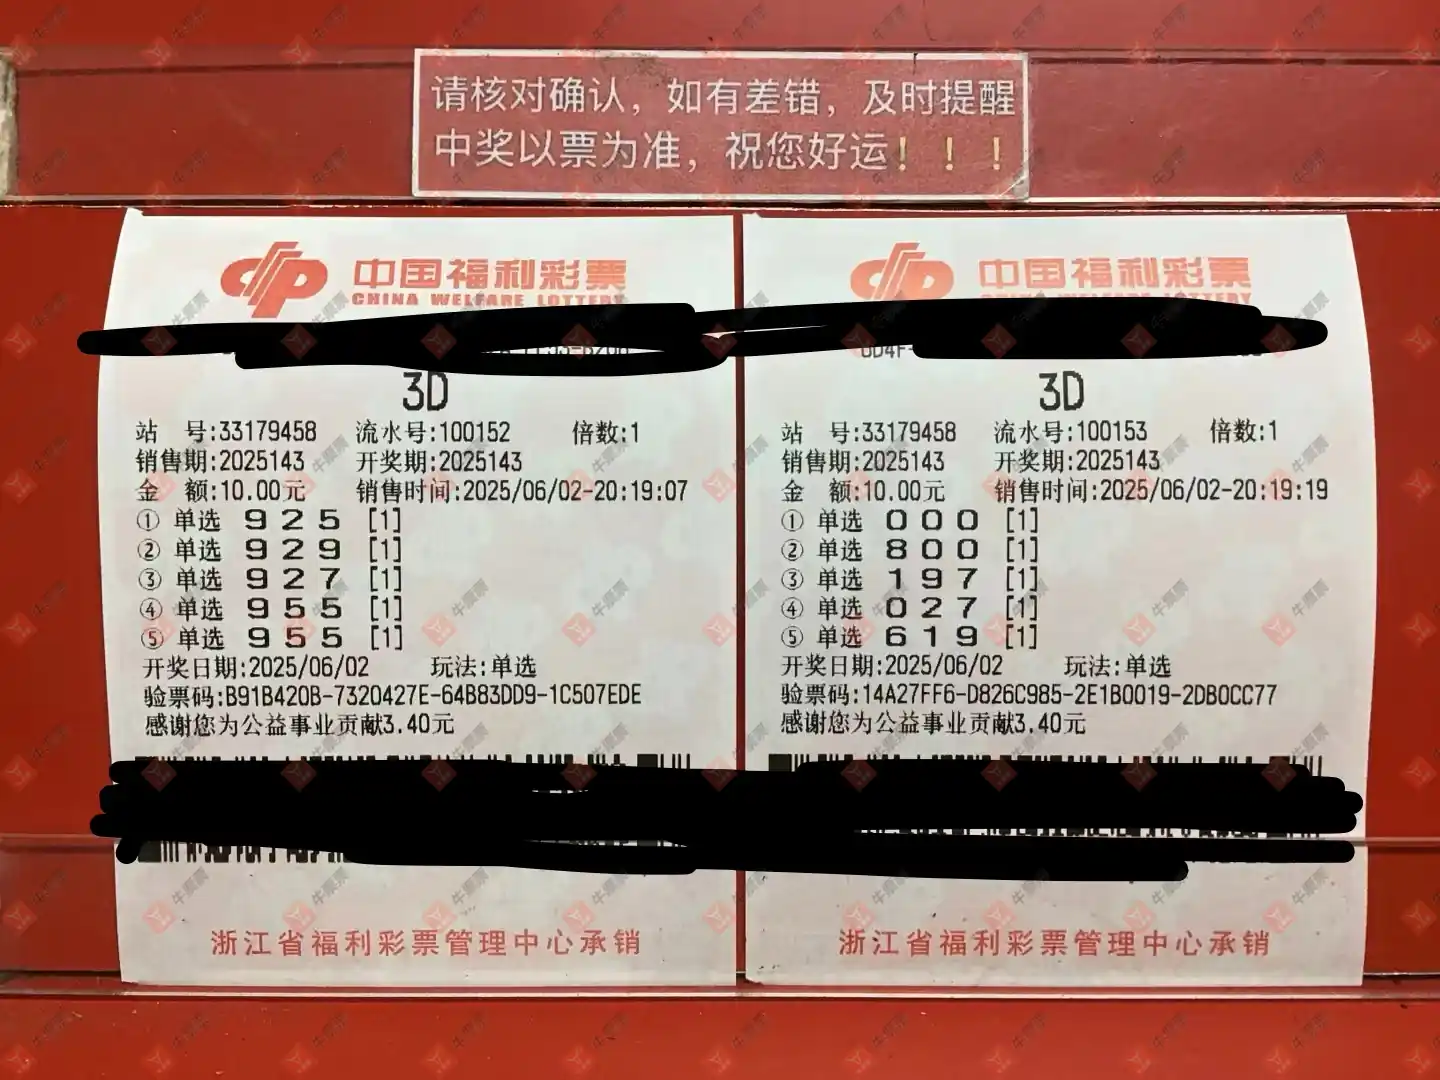 请核对确认，如有差错，及时提醒
中奖以票为准，祝您好运！！！
中国福利彩票
CHINA WELFARE LOTTERY
3D
站 号:33179458 流水号:100152 倍数:1
销售期:2025143 开奖期:2025143
金 额:10.00元 销售时间:2025/06/02-20:19:07
① 单选 9 2 5 [1]
② 单选 9 2 9 [1]
③ 单选 9 2 7 [1]
④ 单选 9 5 5 [1]
⑤ 单选 9 5 5 [1]
开奖日期:2025/06/02 玩法:单选
验票码:B91B420B-7320427E-64B83DD9-1C507EDE
感谢您为公益事业贡献3.40元
浙江省福利彩票管理中心承销
中国福利彩票
CHINA WELFARE LOTTERY
3D
站 号:33179458 流水号:100153 倍数:1
销售期:2025143 开奖期:2025143
金 额:10.00元 销售时间:2025/06/02-20:19:19
① 单选 0 0 0 [1]
② 单选 8 0 0 [1]
③ 单选 1 9 7 [1]
④ 单选 0 2 7 [1]
⑤ 单选 6 1 9 [1]
开奖日期:2025/06/02 玩法:单选
验票码:14A27FF6-D826C985-2E1B0019-2DB0CC77
感谢您为公益事业贡献3.40元
浙江省福利彩票管理中心承销